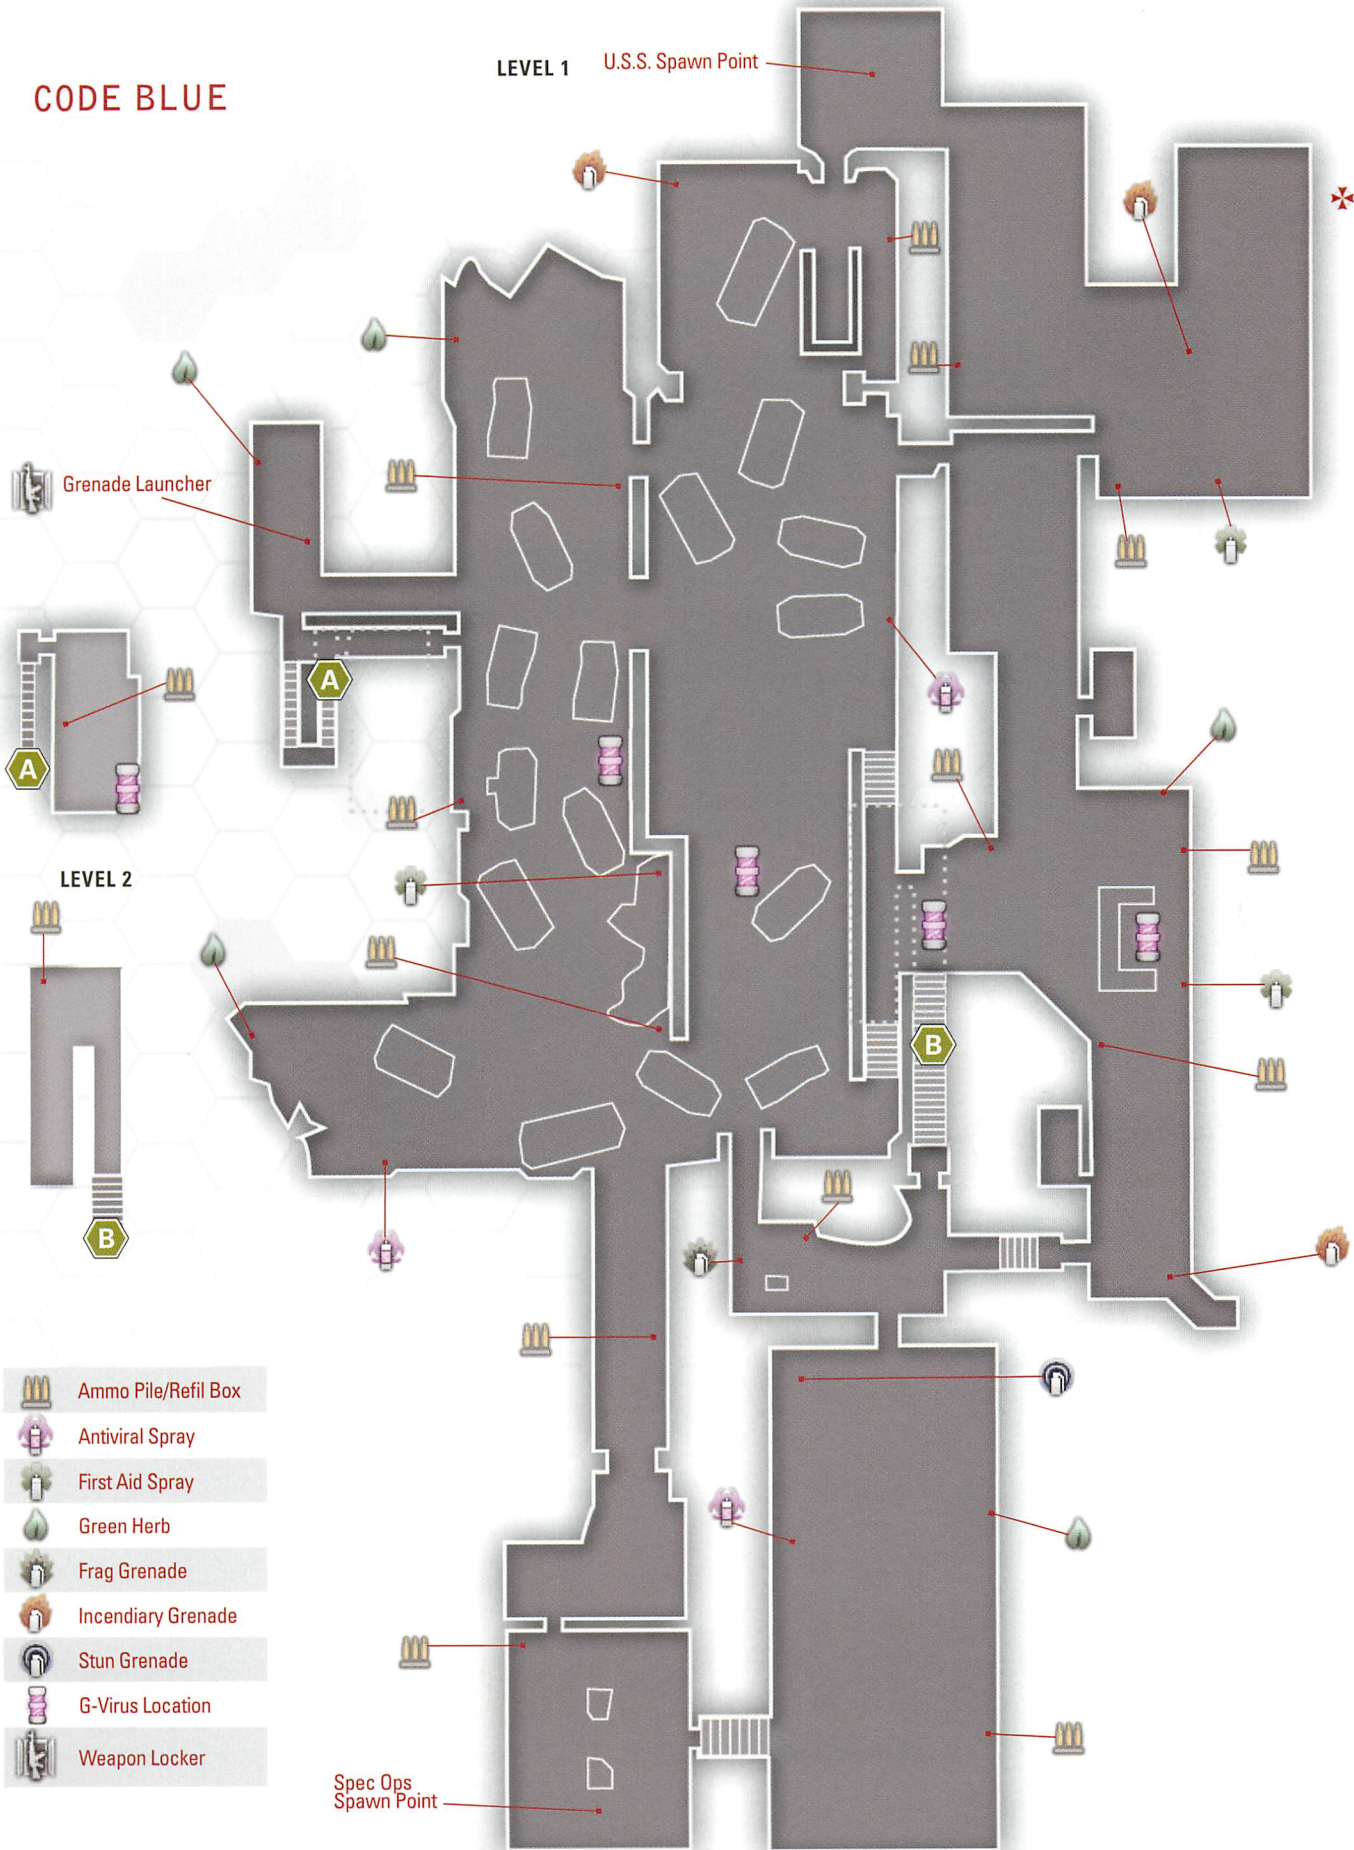 CODE BLUE
LEVEL 1
U.S.S. Spawn Point
Grenade Launcher
A
A
LEVEL 2
B
B
Ammo Pile/Refil Box
Antiviral Spray
First Aid Spray
Green Herb
Frag Grenade
Incendiary Grenade
Stun Grenade
G-Virus Location
Weapon Locker
Spec Ops
Spawn Point